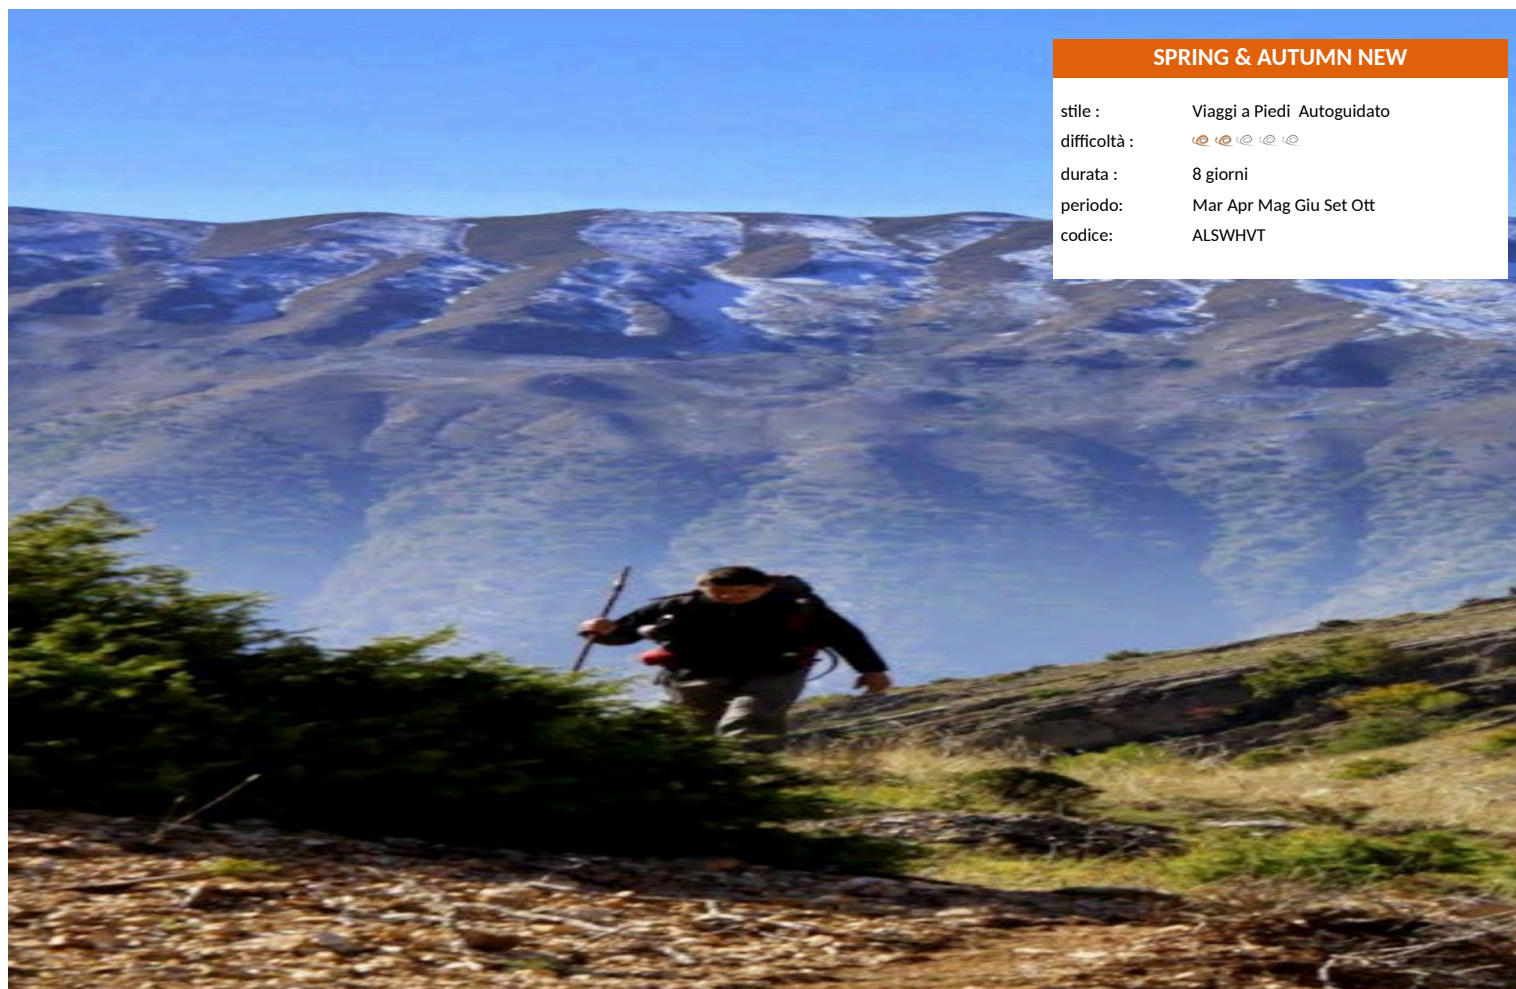 SPRING & AUTUMN NEW
stile : Viaggi a Piedi  Autoguidato
difficoltà :
durata : 8 giorni
periodo: Mar Apr Mag Giu Set Ott
codice: ALSWHVT